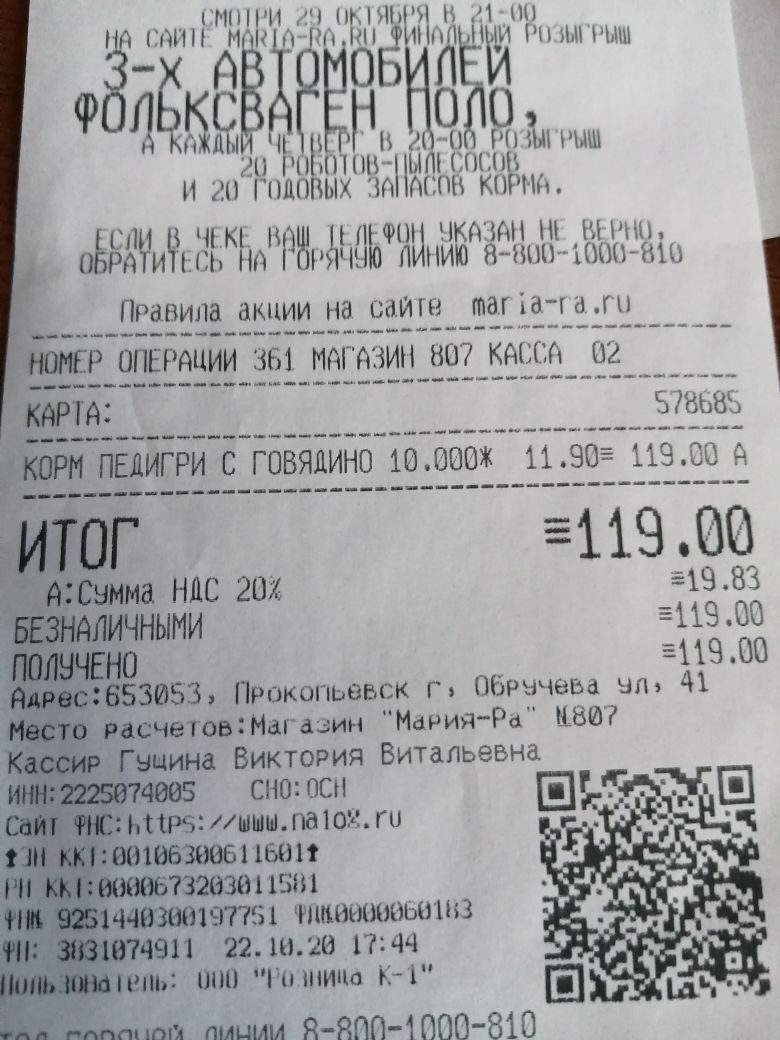 СМОТРИ 29 ОКТЯБРЯ В 21-00
НА САЙТЕ MARIA-RA.RU ФИНАЛЬНЫЙ РОЗЫГРЫШ
3-Х АВТОМОБИЛЕЙ
ФОЛЬКСВАГЕН ПОЛО,
А КАЖДЫЙ ЧЕТВЕРГ В 20-00 РОЗЫГРЫШ
20 РОБОТОВ-ПЫЛЕСОСОВ
И 20 ГОДОВЫХ ЗАПАСОВ КОРМА.
ЕСЛИ В ЧЕКЕ ВАШ ТЕЛЕФОН УКАЗАН НЕ ВЕРНО,
ОБРАТИТЕСЬ НА ГОРЯЧУЮ ЛИНИЮ 8-800-1000-810
Правила акции на сайте maria-ra.ru
НОМЕР ОПЕРАЦИИ 361 МАГАЗИН 807 КАССА 02
КАРТА: 578685
КОРМ ПЕДИГРИ С ГОВЯДИНО 10.000Ж 11.90≡ 119.00 А
ИТОГ ≡119.00
А:Сумма НДС 20% ≡19.83
БЕЗНАЛИЧНЫМИ ≡119.00
ПОЛУЧЕНО ≡119.00
Адрес:653053, Прокопьевск г, Обручева ул, 41
Место расчетов:Магазин "Мария-Ра" №807
Кассир Гущина Виктория Витальевна
ИНН:2225074005 СНО:ОСН
Сайт ФНС:https://www.nalog.ru
ЗН ККТ:00106300611601
РН ККТ:0000673203011581
ФН№ 9251440300197751 ФД№0000060183
ФП: 3831074911 22.10.20 17:44
Пользователь: ООО "Розница К-1"
ГОРЯЧЕЙ ЛИНИИ 8-800-1000-810